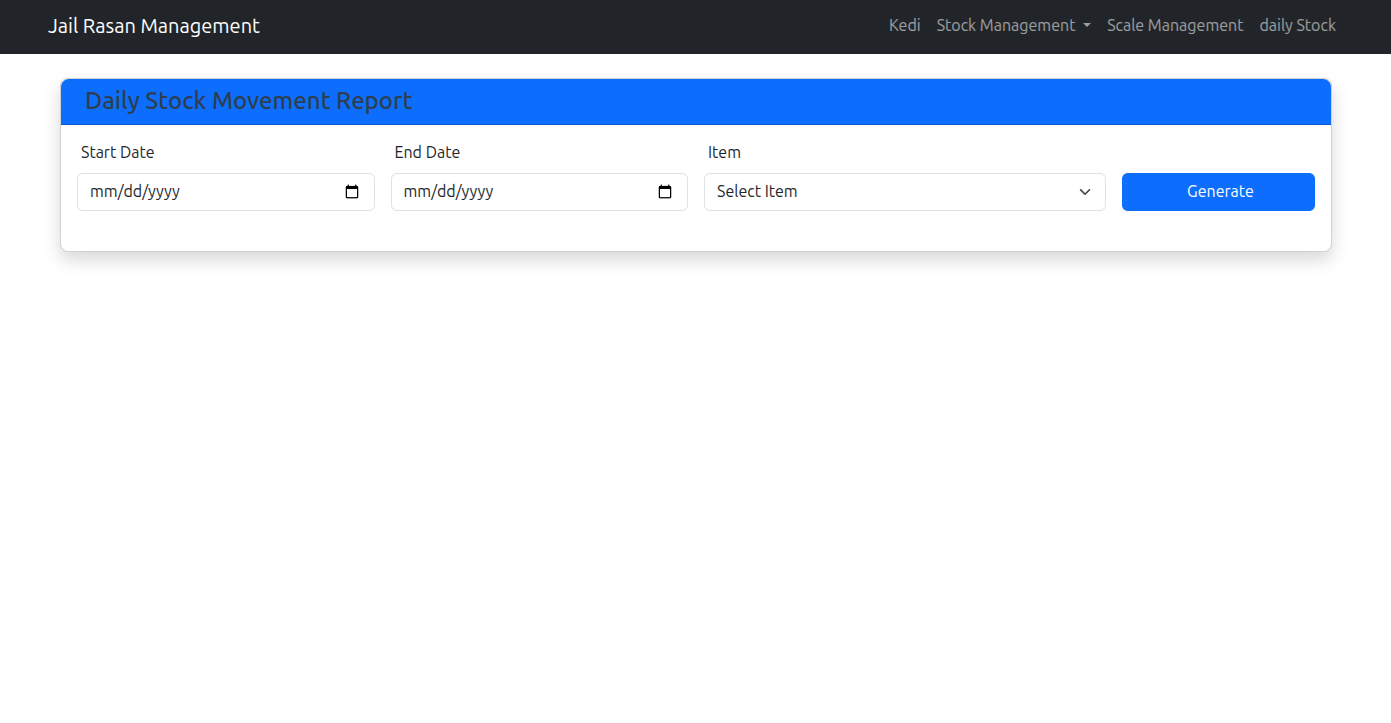 Jail Rasan Management Kedi Stock Management Scale Management daily Stock
Daily Stock Movement Report
Start Date End Date Item
mm/dd/yyyy mm/dd/yyyy Select Item Generate